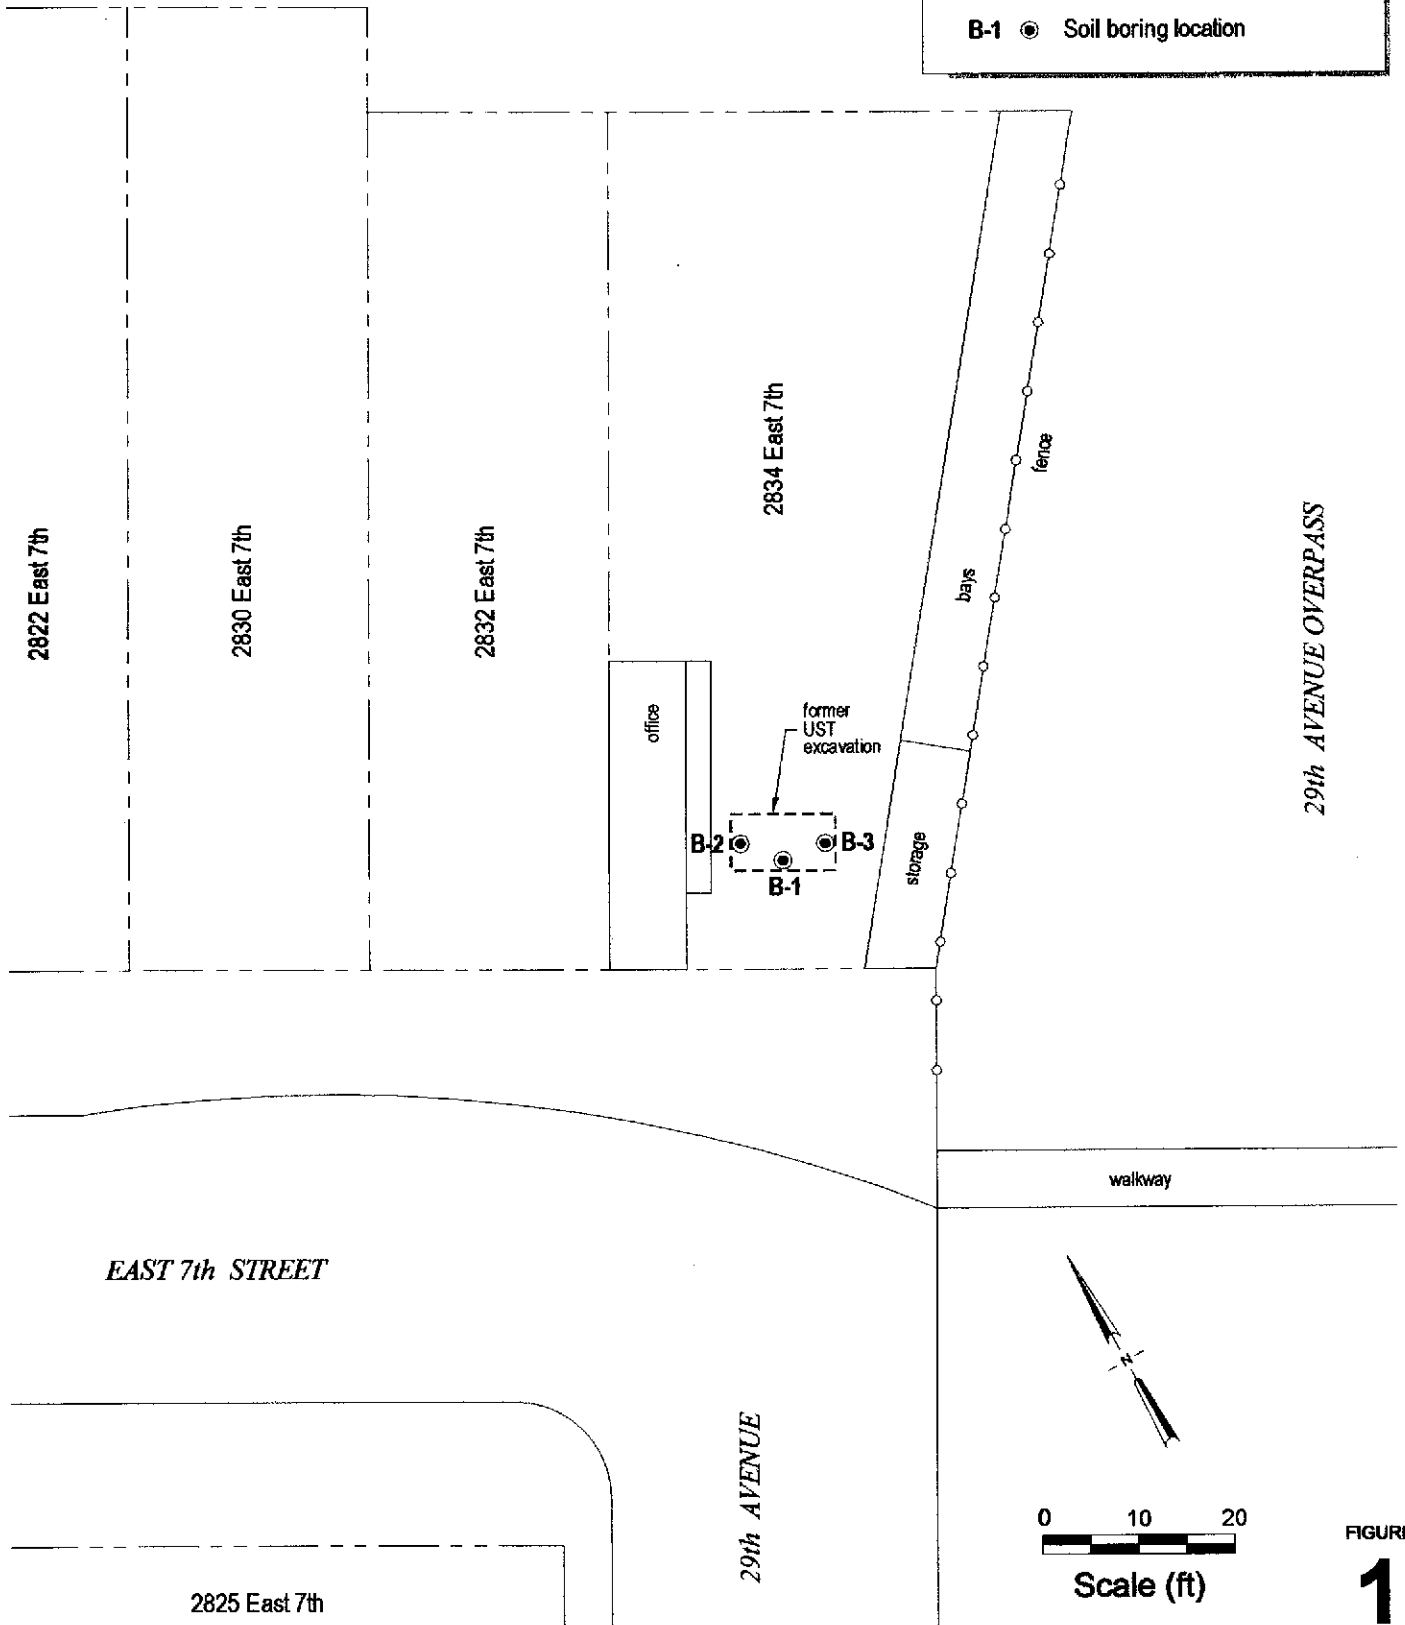 B-1 Soil boring location
2822 East 7th
2830 East 7th
2832 East 7th
2834 East 7th
fence
bays
29th AVENUE OVERPASS
office
former
UST
excavation
storage
B-2
B-3
B-1
walkway
EAST 7th STREET
N
29th AVENUE
0 10 20
Scale (ft)
FIGURE
1
2825 East 7th